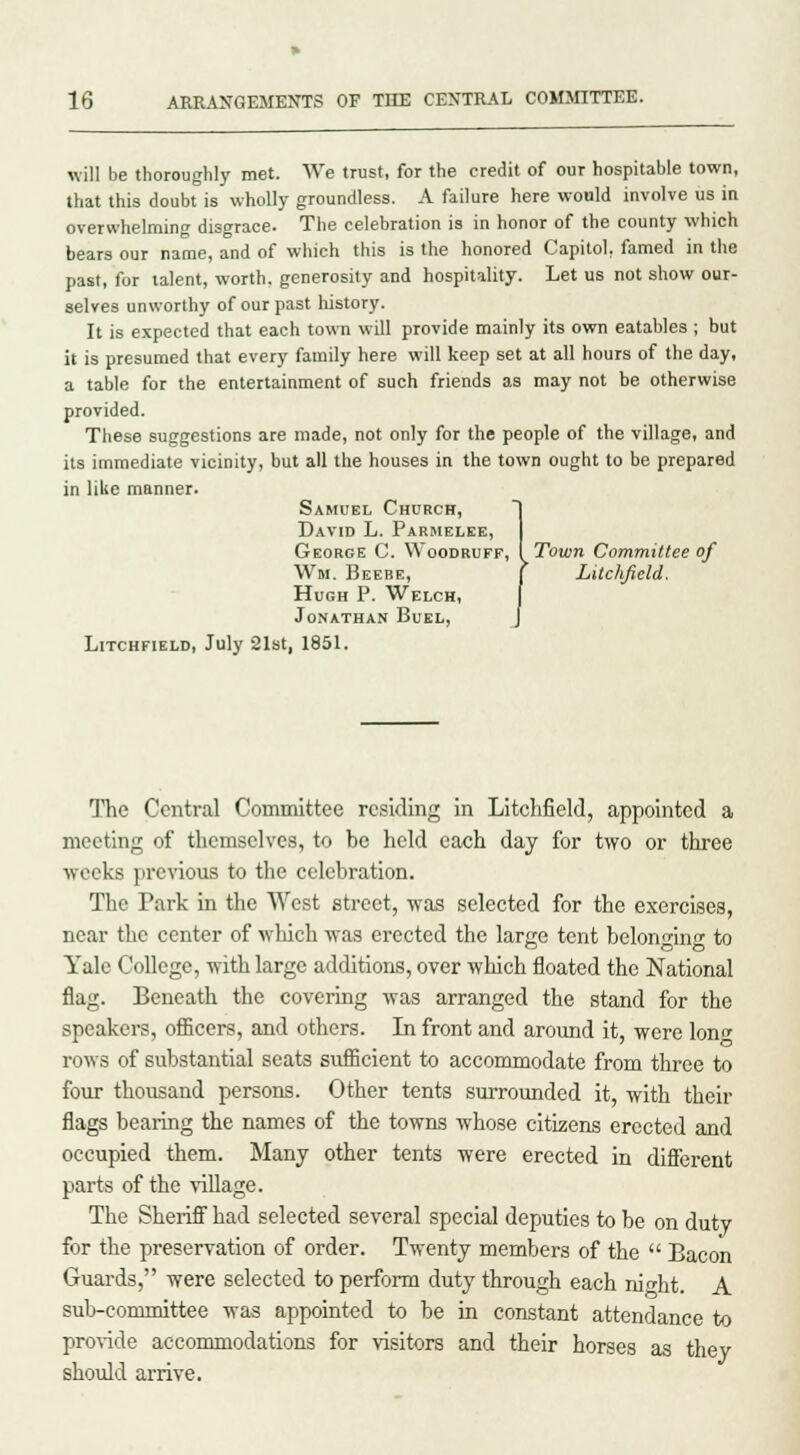 16 ARRANGEMENTS OF THE CENTRAL COMMITTEE.
will be thoroughly met. We trust, for the credit of our hospitable town,
that this doubt is wholly groundless. A failure here would involve us in
overwhelming disgrace. The celebration is in honor of the county which
bears our name, and of which this is the honored Capitol, famed in the
past, for talent, worth, generosity and hospitality. Let us not show our-
selves unworthy of our past history.
It is expected that each town will provide mainly its own eatables ; but
it is presumed that every family here will keep set at all hours of the day,
a table for the entertainment of such friends as may not be otherwise
provided.
These suggestions are made, not only for the people of the village, and
its immediate vicinity, but all the houses in the town ought to be prepared
in like manner.
Samuel Church,
David L. Parmelee,
George C. Woodruff,
Wm. Beebe,
Hugh P. Welch,
Jonathan Buel,
Town Committee of
Litchfield.
Litchfield, July 21st, 1851.
The Central Committee residing in Litchfield, appointed a
meeting of themselves, to be held each day for two or three
weeks previous to the celebration.
The Park in the West street, was selected for the exercises,
near the center of which was erected the large tent belonging to
Yale College, with large additions, over which floated the National
flag. Beneath the covering was arranged the stand for the
speakers, officers, and others. In front and around it, were long
rows of substantial seats sufficient to accommodate from three to
four thousand persons. Other tents surrounded it, with their
flags bearing the names of the towns whose citizens erected and
occupied them. Many other tents were erected in different
parts of the village.
The Sheriff had selected several special deputies to be on duty
for the preservation of order. Twenty members of the " Bacon
Guards," were selected to perform duty through each night. A
sub-committee was appointed to be in constant attendance to
provide accommodations for visitors and their horses as they
should arrive.